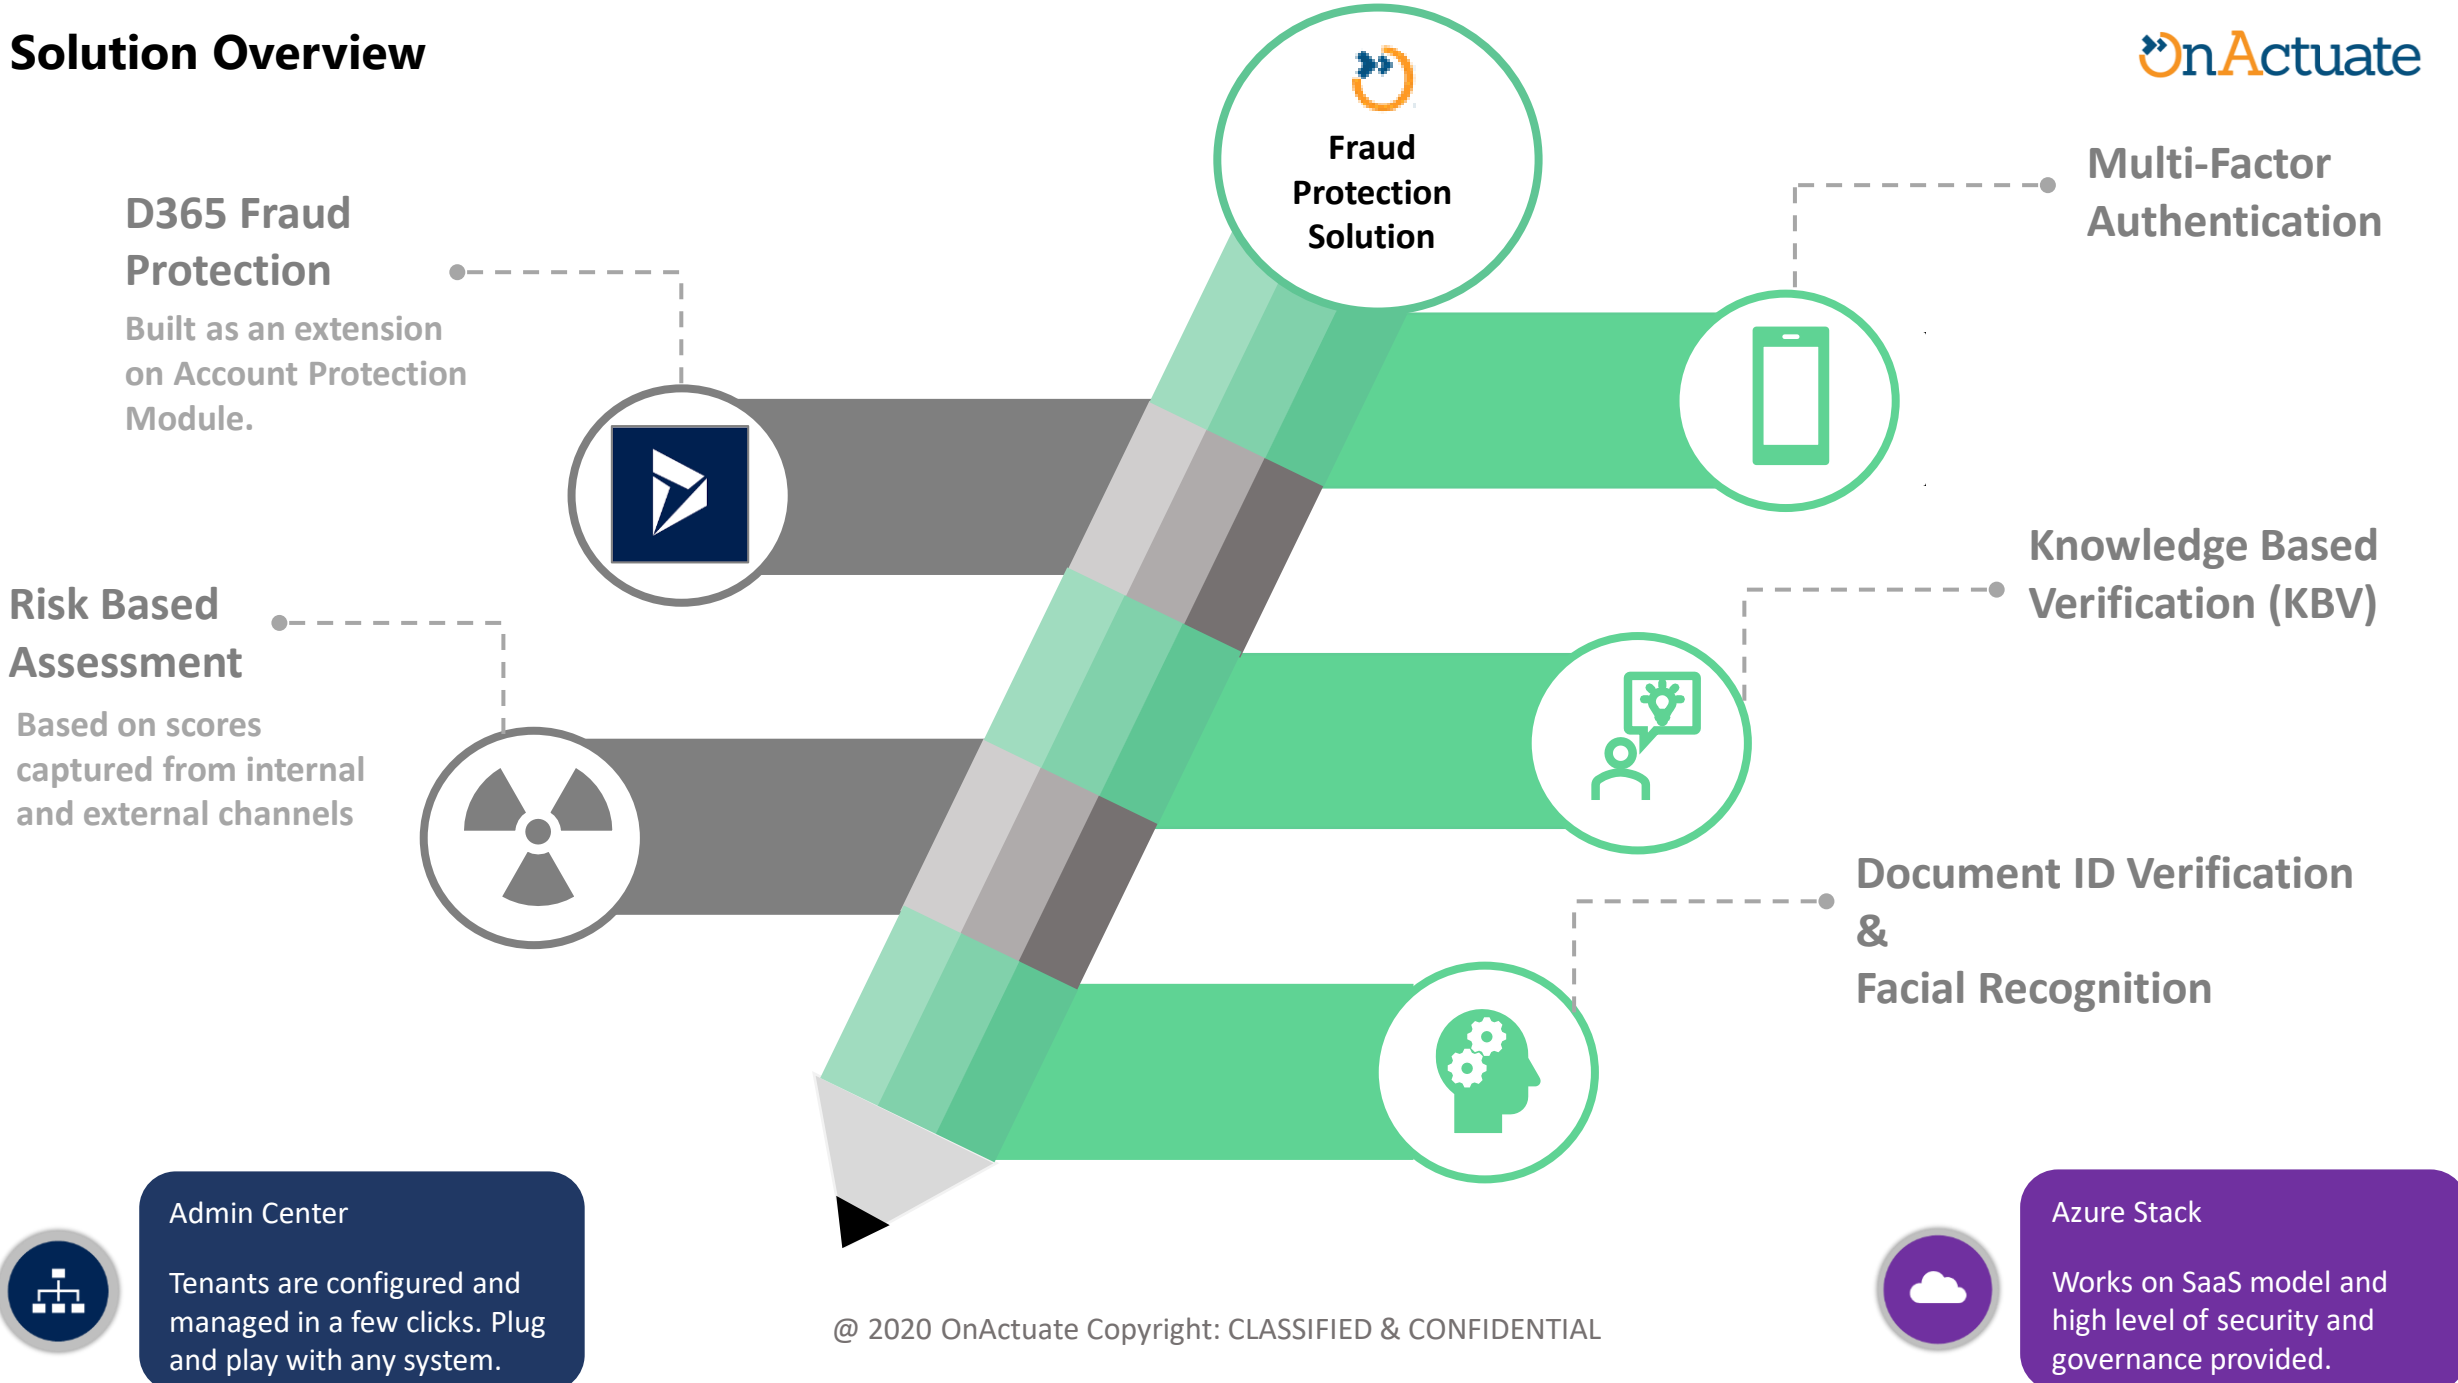 Solution Overview
OnActuate
Fraud
Protection
Solution
D365 Fraud
Protection
Built as an extension
on Account Protection
Module.
Risk Based
Assessment
Based on scores
captured from internal
and external channels
Multi-Factor
Authentication
Knowledge Based
Verification (KBV)
Document ID Verification
&
Facial Recognition
Admin Center
Tenants are configured and
managed in a few clicks. Plug
and play with any system.
@ 2020 OnActuate Copyright: CLASSIFIED & CONFIDENTIAL
Azure Stack
Works on SaaS model and
high level of security and
governance provided.